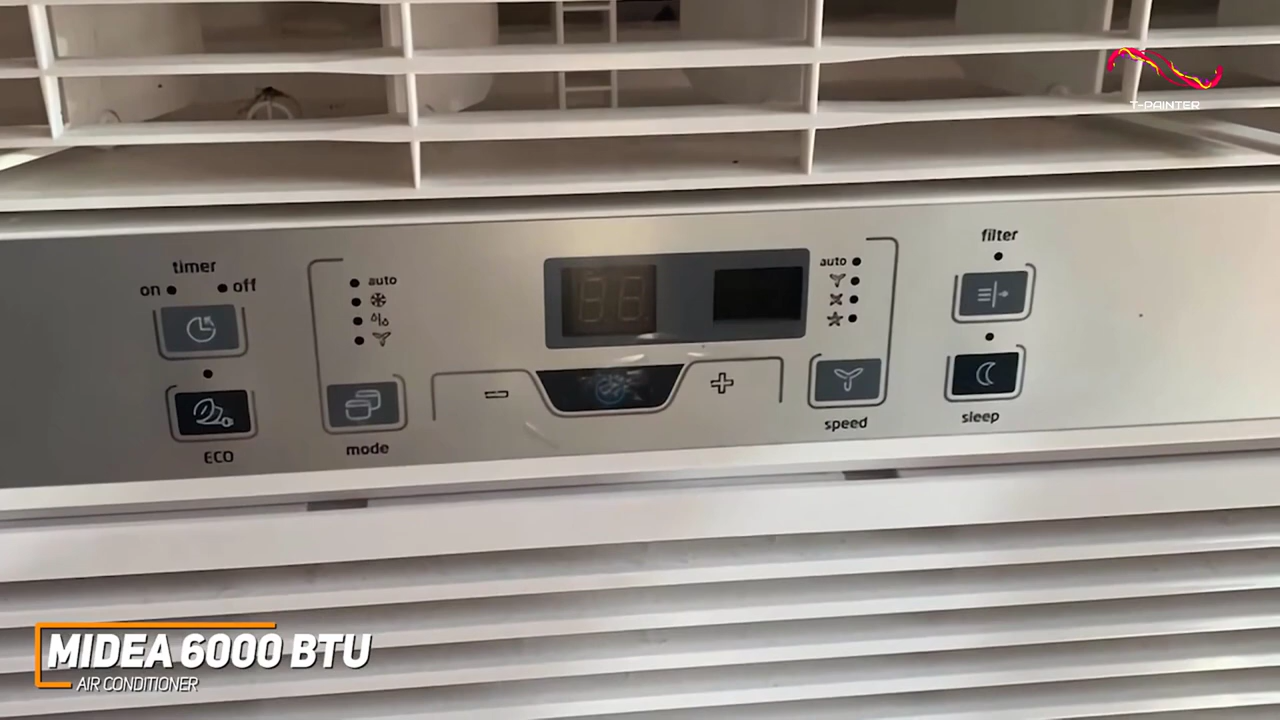 T-PAINTER
filter
timer
on off
auto
auto
ECO
mode
speed
sleep
MIDEA 6000 BTU
AIR CONDITIONER